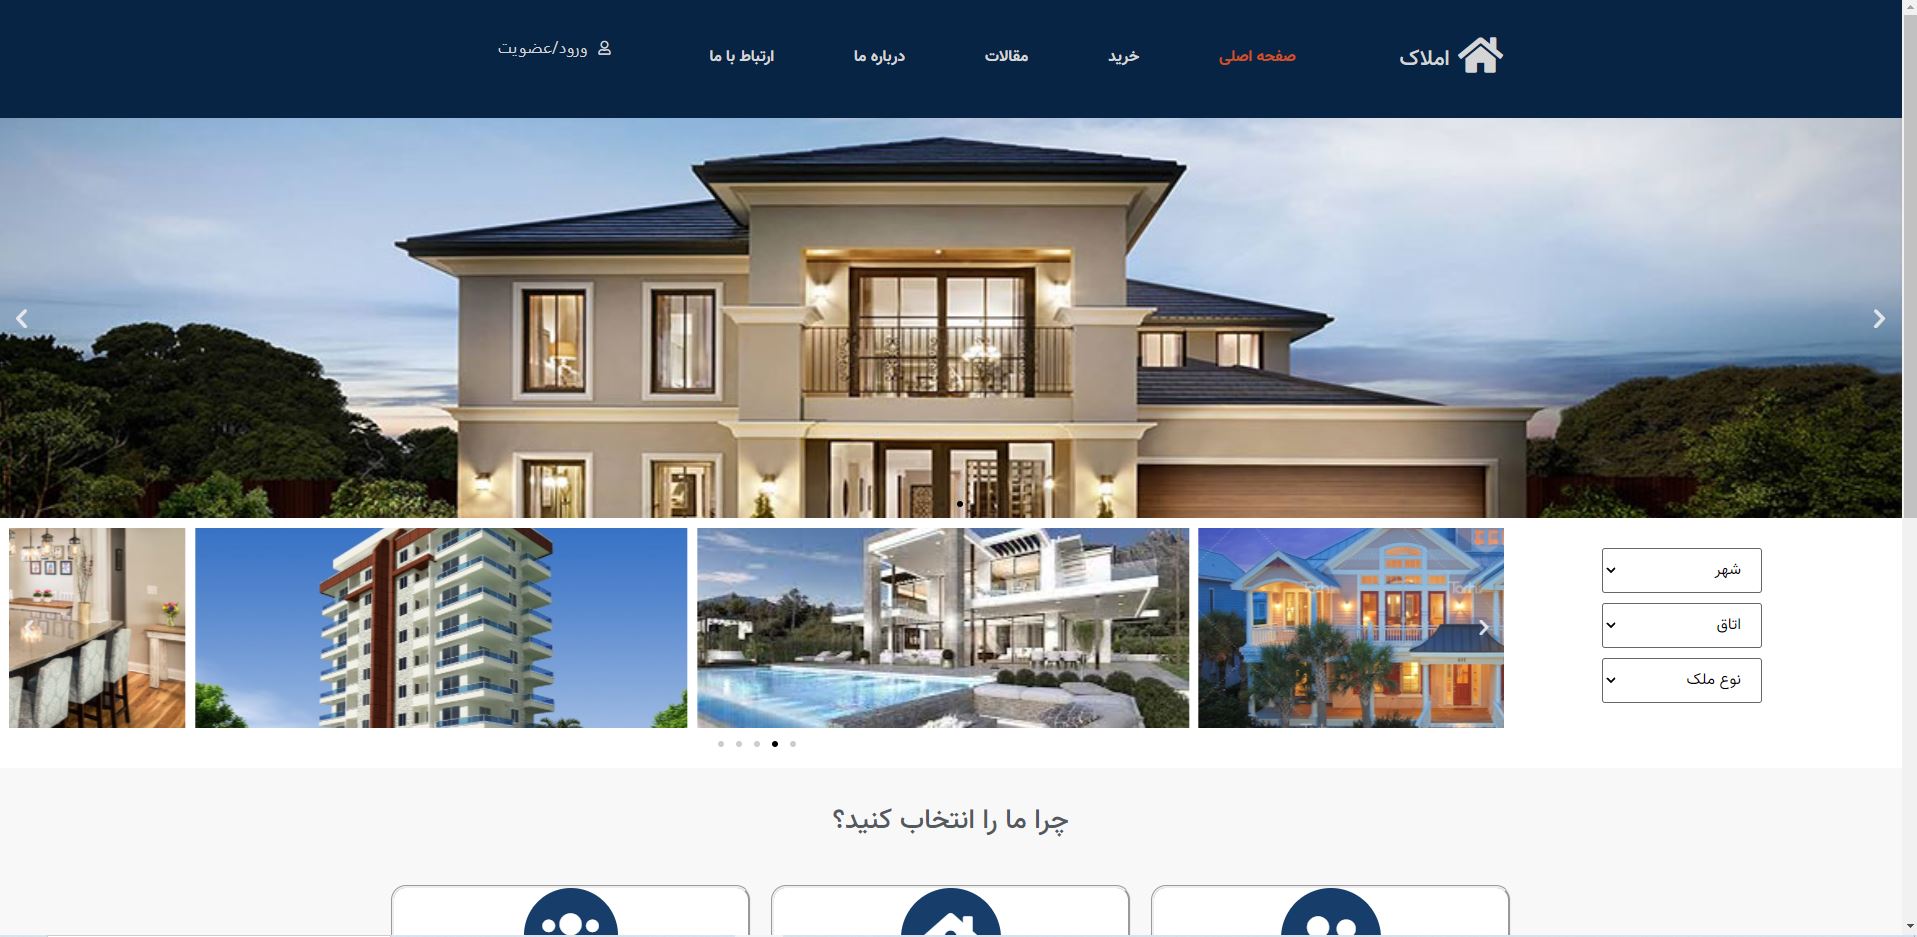 املاک
صفحه اصلی
خرید
مقالات
درباره ما
ارتباط با ما
ورود/عضویت
شهر
اتاق
نوع ملک
چرا ما را انتخاب کنید؟